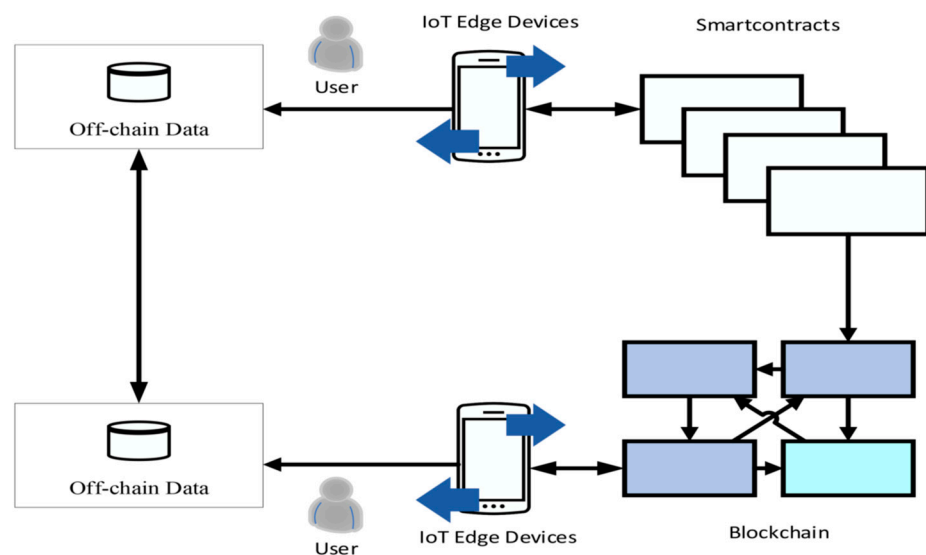 IoT Edge Devices
Smartcontracts
User
Off-chain Data
Off-chain Data
User
IoT Edge Devices
Blockchain